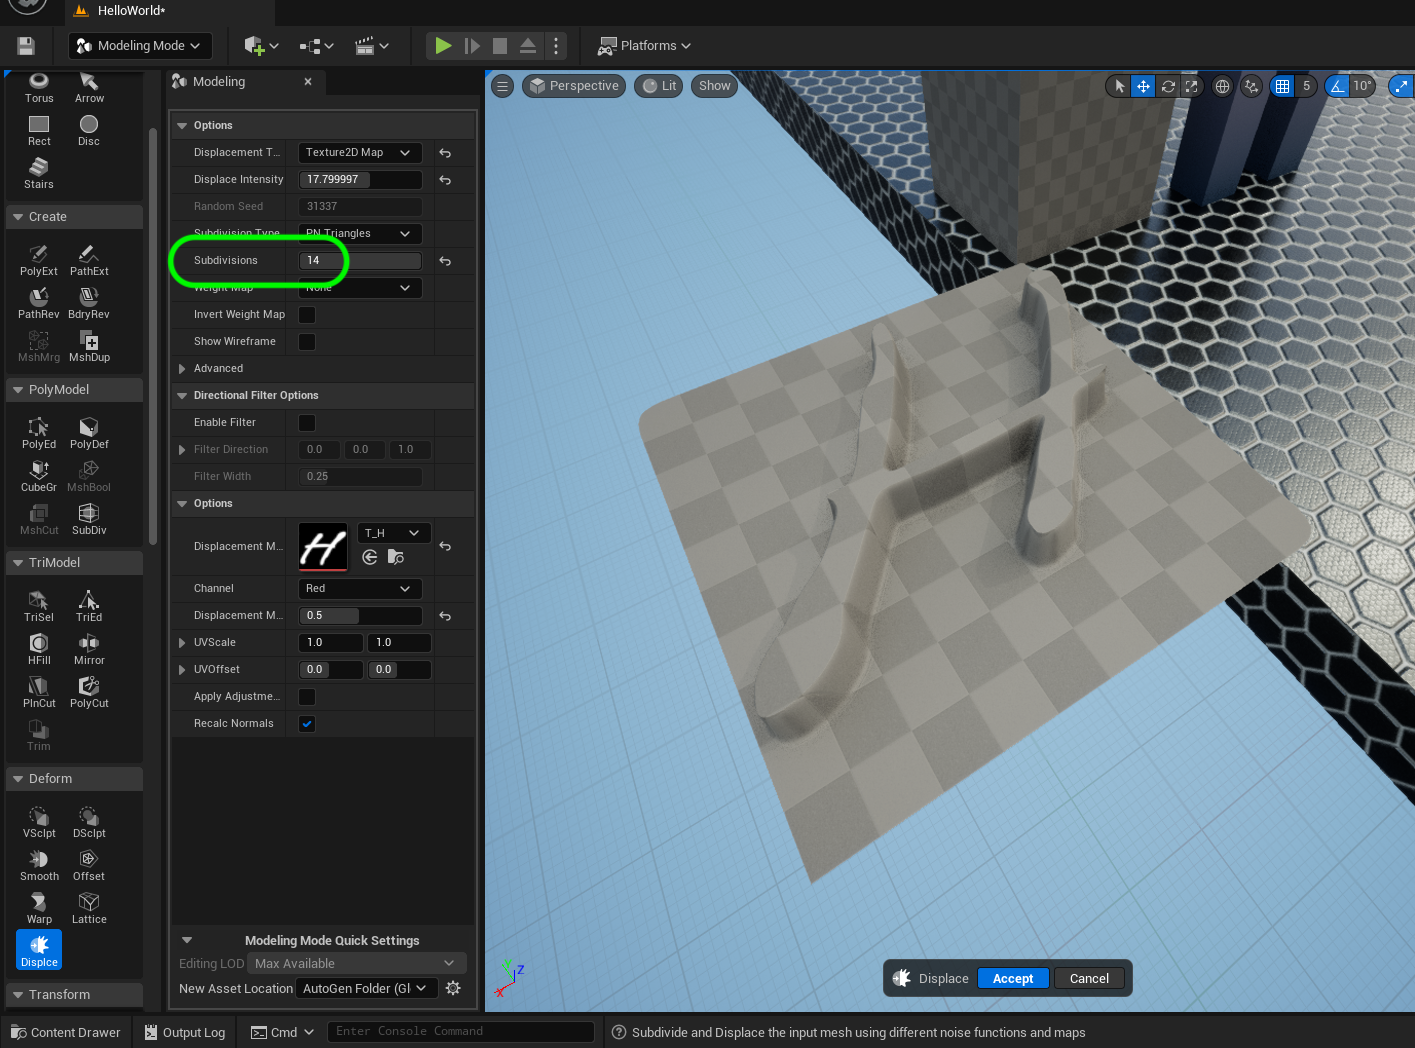 HelloWorld*
Modeling Mode
Platforms
Torus
Arrow
Rect
Disc
Stairs
Create
PolyExt
PathExt
PathRev
BdryRev
MshMrg
MshDup
PolyModel
PolyEd
PolyDef
CubeGr
MshBool
MshCut
SubDiv
TriModel
TriSel
TriEd
HFill
Mirror
PlnCut
PolyCut
Trim
Deform
VSclpt
DSclpt
Smooth
Offset
Warp
Lattice
Displce
Transform
Modeling
Options
Displacement T...
Texture2D Map
Displace Intensity
17.799997
Random Seed
31337
Subdivision Type
PN Triangles
Subdivisions
14
Weight Map
None
Invert Weight Map
Show Wireframe
Advanced
Directional Filter Options
Enable Filter
Filter Direction
0.0
0.0
1.0
Filter Width
0.25
Options
Displacement M...
H
T_H
Channel
Red
Displacement M...
0.5
UVScale
1.0
1.0
UVOffset
0.0
0.0
Apply Adjustme...
Recalc Normals
Modeling Mode Quick Settings
Editing LOD
Max Available
New Asset Location
AutoGen Folder (Gl
Perspective
Lit
Show
5
10°
H
Y
Z
X
Displace
Accept
Cancel
Content Drawer
Output Log
Cmd
Enter Console Command
Subdivide and Displace the input mesh using different noise functions and maps